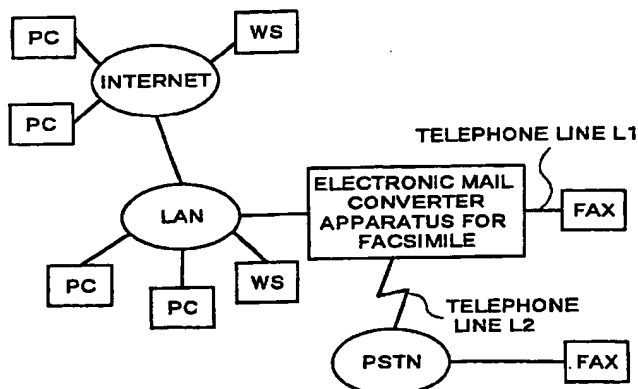 PC
WS
INTERNET
PC
TELEPHONE LINE L1
ELECTRONIC MAIL
CONVERTER
APPARATUS FOR
FACSIMILE
FAX
LAN
PC
PC
WS
TELEPHONE
LINE L2
PSTN
FAX